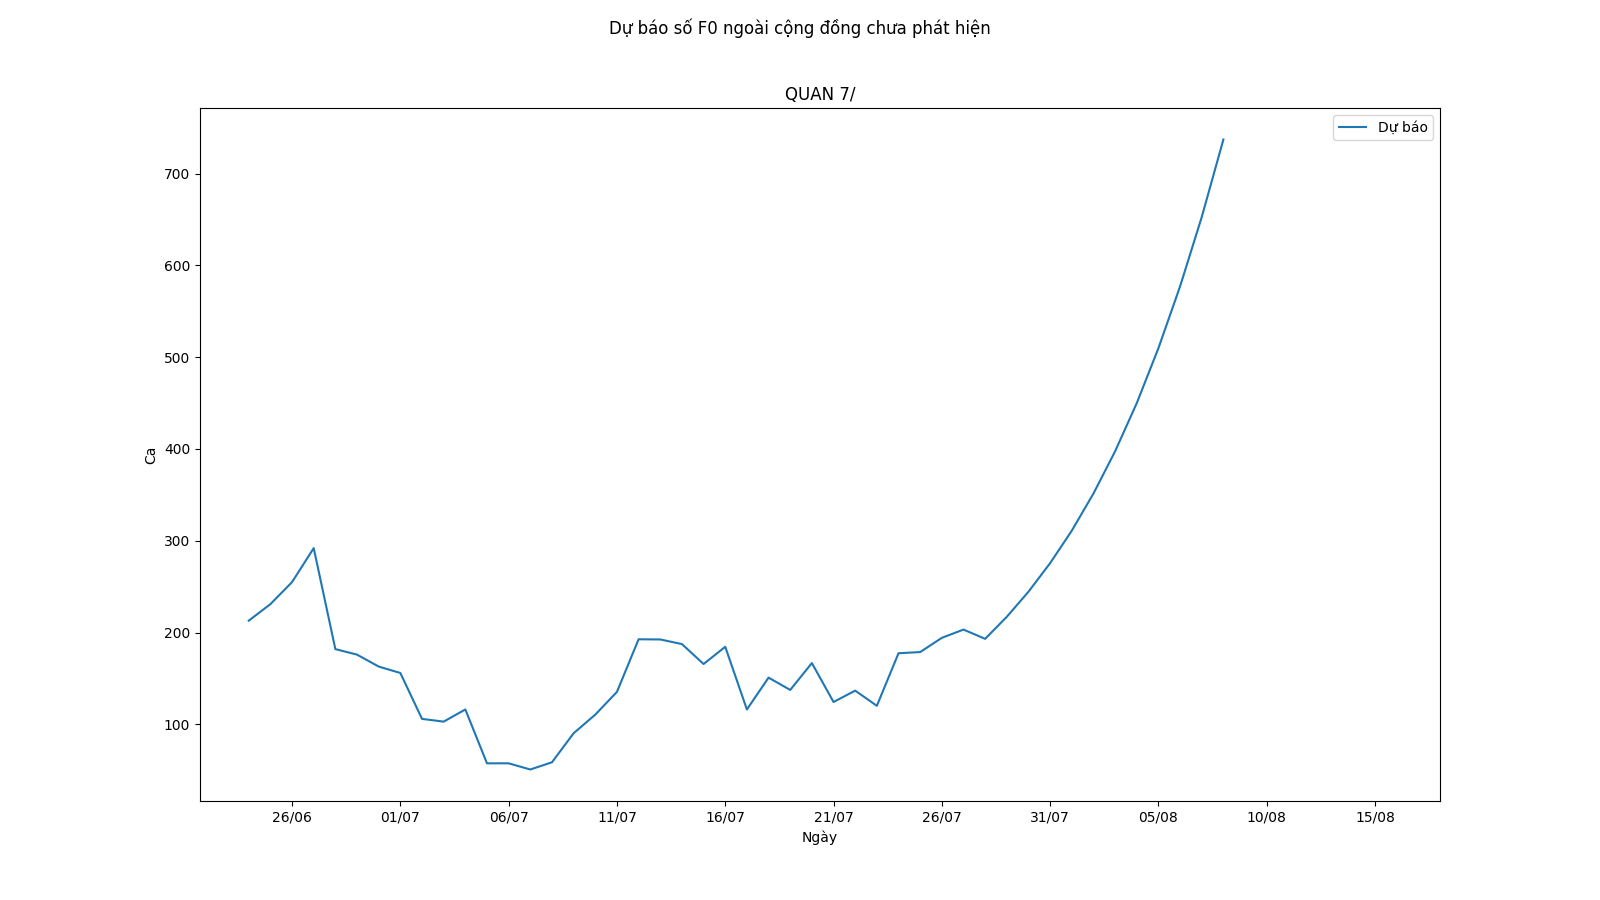 Dự báo số F0 ngoài cộng đồng chưa phát hiện
QUAN 7/
Dự báo
700
600
500
400
300
200
100
Ca
26/06 01/07 06/07 11/07 16/07 21/07 26/07 31/07 05/08 10/08 15/08
Ngày